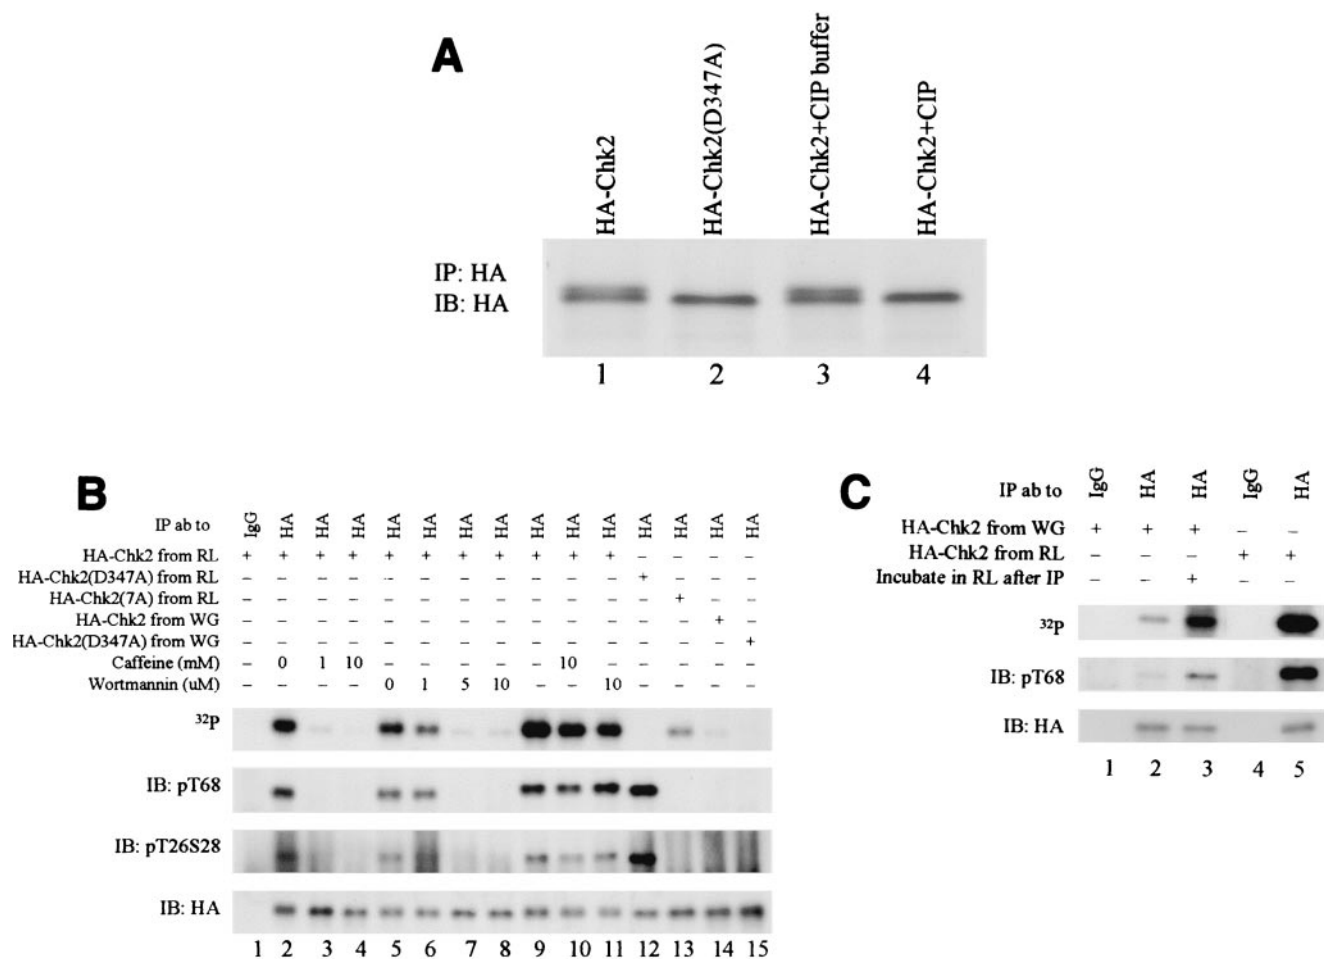 A
HA-Chk2
HA-Chk2(D347A)
HA-Chk2+CIP buffer
HA-Chk2+CIP
IP: HA
IB: HA
1 2 3 4
B
IP ab to IgG HA HA HA HA HA HA HA HA HA HA HA HA HA HA
HA-Chk2 from RL + + + + + + + + + + + – – – –
HA-Chk2(D347A) from RL – – – – – – – – – – – + – – –
HA-Chk2(7A) from RL – – – – – – – – – – – – + – –
HA-Chk2 from WG – – – – – – – – – – – – – + –
HA-Chk2(D347A) from WG – – – – – – – – – – – – – – +
Caffeine (mM) – 0 1 10 – – – – – 10 – – – – –
Wortmannin (uM) – – – – 0 1 5 10 – – 10 – – – –
32P
IB: pT68
IB: pT26S28
IB: HA
1 2 3 4 5 6 7 8 9 10 11 12 13 14 15
C
IP ab to IgG HA HA IgG HA
HA-Chk2 from WG + + + – –
HA-Chk2 from RL – – – + +
Incubate in RL after IP – – + – –
32P
IB: pT68
IB: HA
1 2 3 4 5